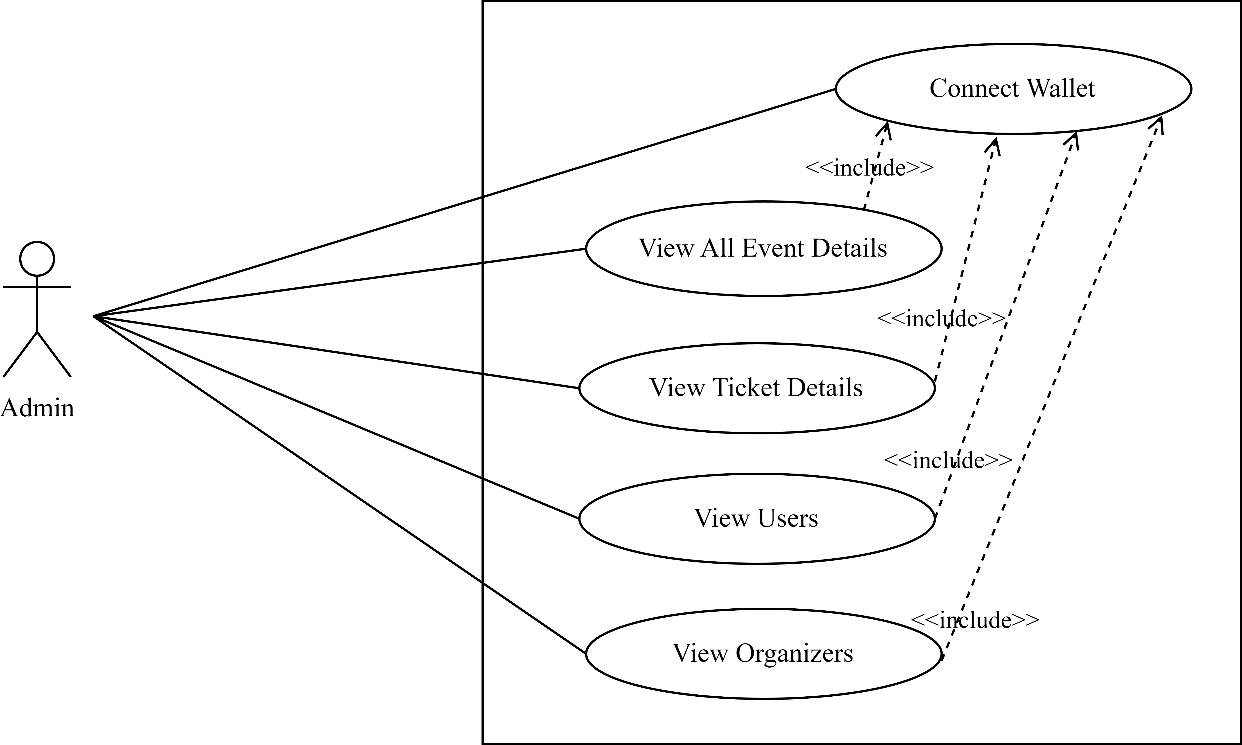 Connect Wallet
<<include>>
View All Event Details
<<include>>
View Ticket Details
Admin
<<include>>
View Users
<<include>>
View Organizers